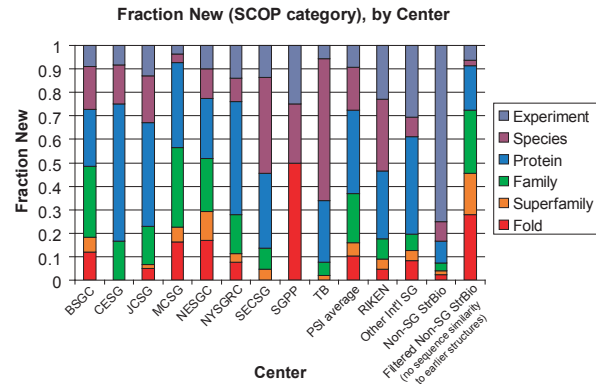 Fraction New (SCOP category), by Center
Fraction New
1
0.9
0.8
0.7
0.6
0.5
0.4
0.3
0.2
0.1
0
Experiment
Species
Protein
Family
Superfamily
Fold
BSGC
CESG
JCSG
MCSG
NESGC
NYSGRC
SECSG
SGPP
TB
PSI average
RIKEN
Other Int'l SG
Non-SG StrBio
Filtered Non-SG StrBio
(no sequence similarity
to earlier structures)
Center